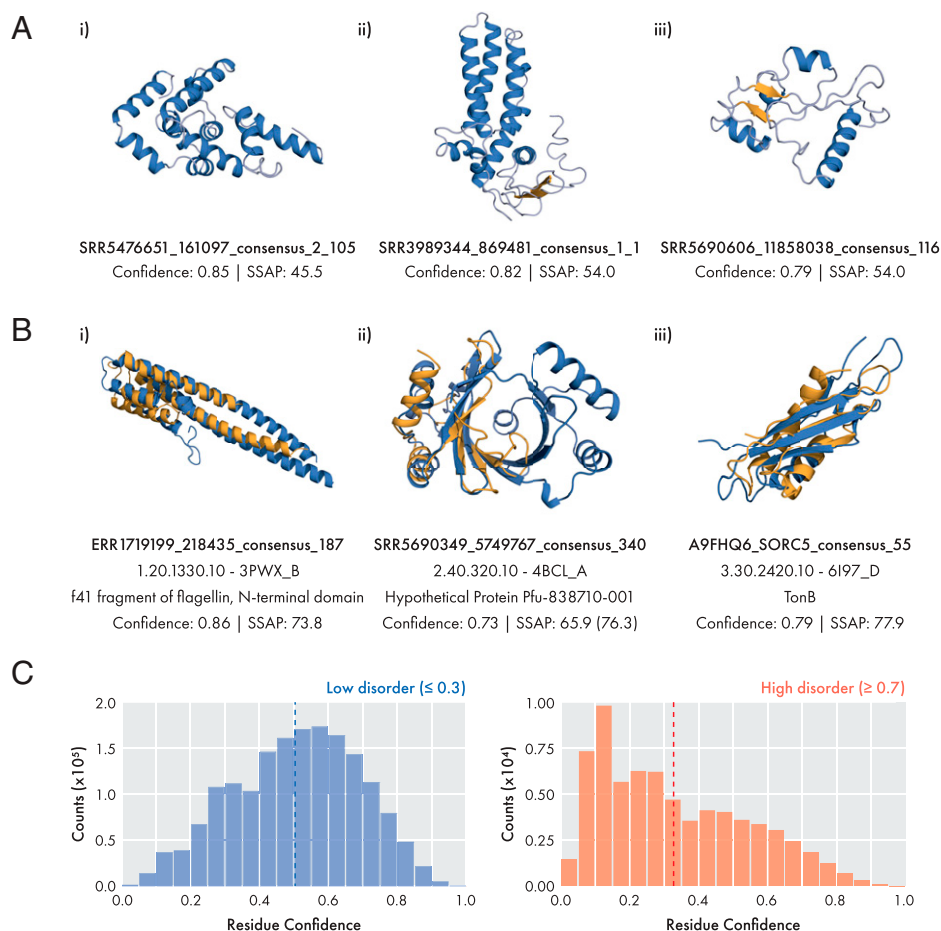 A
i)
ii)
iii)
SRR5476651_161097_consensus_2_105
Confidence: 0.85 | SSAP: 45.5
SRR3989344_869481_consensus_1_1
Confidence: 0.82 | SSAP: 54.0
SRR5690606_11858038_consensus_116
Confidence: 0.79 | SSAP: 54.0
B
i)
ii)
iii)
ERR1719199_218435_consensus_187
1.20.1330.10 - 3PWX_B
f41 fragment of flagellin, N-terminal domain
Confidence: 0.86 | SSAP: 73.8
SRR5690349_5749767_consensus_340
2.40.320.10 - 4BCL_A
Hypothetical Protein Pfu-838710-001
Confidence: 0.73 | SSAP: 65.9 (76.3)
A9FHQ6_SORC5_consensus_55
3.30.2420.10 - 6I97_D
TonB
Confidence: 0.79 | SSAP: 77.9
C
Low disorder (≤ 0.3)
Counts (x10⁵)
2.0
1.5
1.0
0.5
0.0
0.0 0.2 0.4 0.6 0.8 1.0
Residue Confidence
High disorder (≥ 0.7)
Counts (x10⁴)
1.00
0.75
0.50
0.25
0.00
0.0 0.2 0.4 0.6 0.8 1.0
Residue Confidence